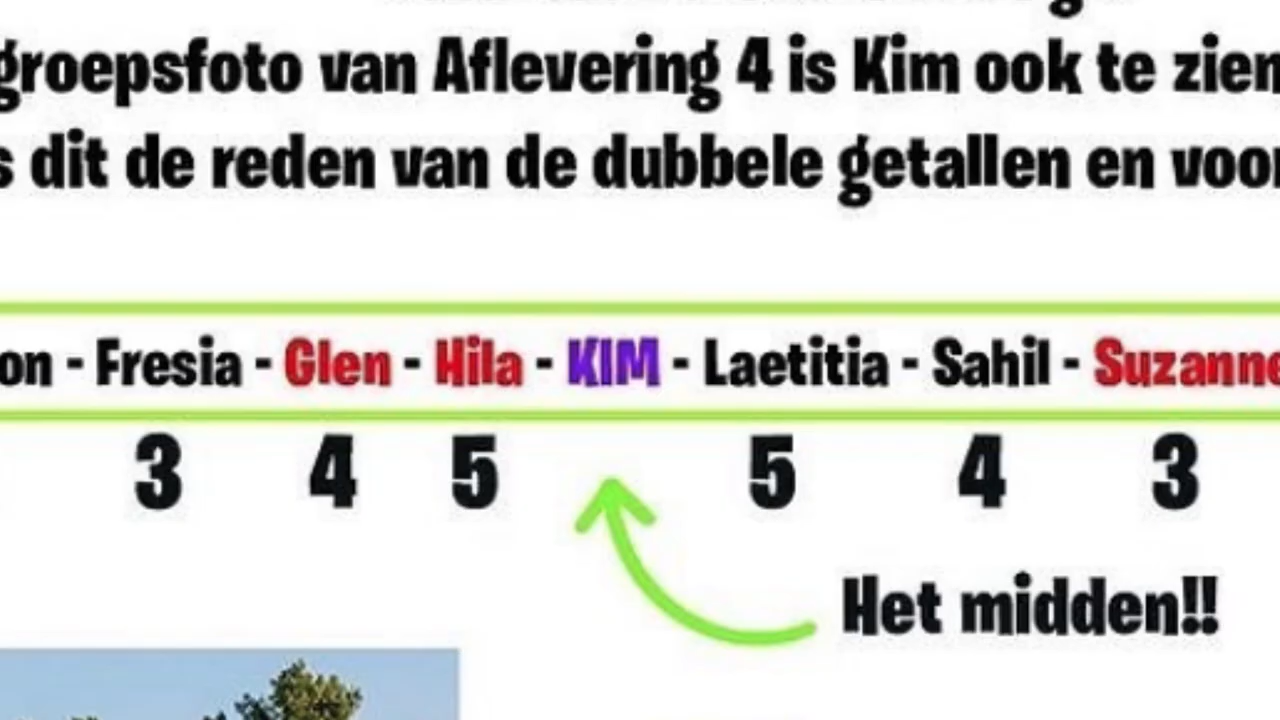 groepsfoto van Aflevering 4 is Kim ook te zien
dit de reden van de dubbele getallen en voor
on - Fresia - Glen - Hila - KIM - Laetitia - Sahil - Suzanne
3 4 5 5 4 3
Het midden!!